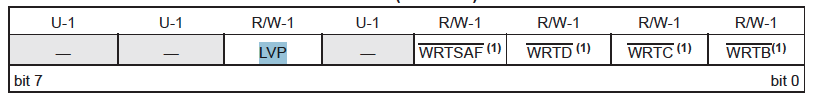 U-1 U-1 R/W-1 U-1 R/W-1 R/W-1 R/W-1 R/W-1
— — LVP — WRTSAF(1) WRTD(1) WRTC(1) WRTB(1)
bit 7 bit 0